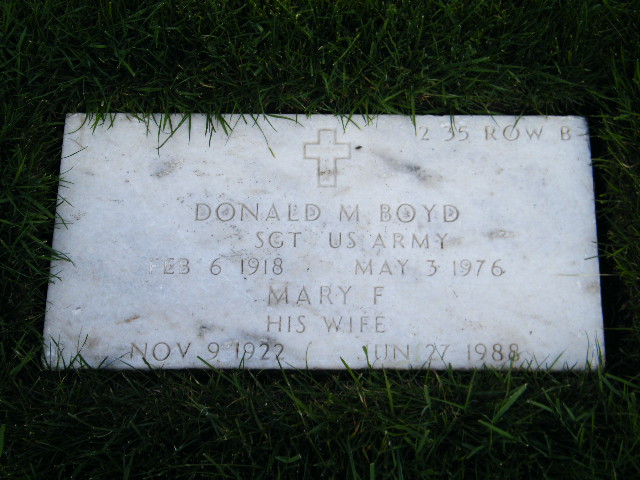 2 35 ROW B
DONALD M BOYD
SGT US ARMY
FEB 6 1918 MAY 3 1976
MARY F
HIS WIFE
NOV 9 1922 JUN 27 1988